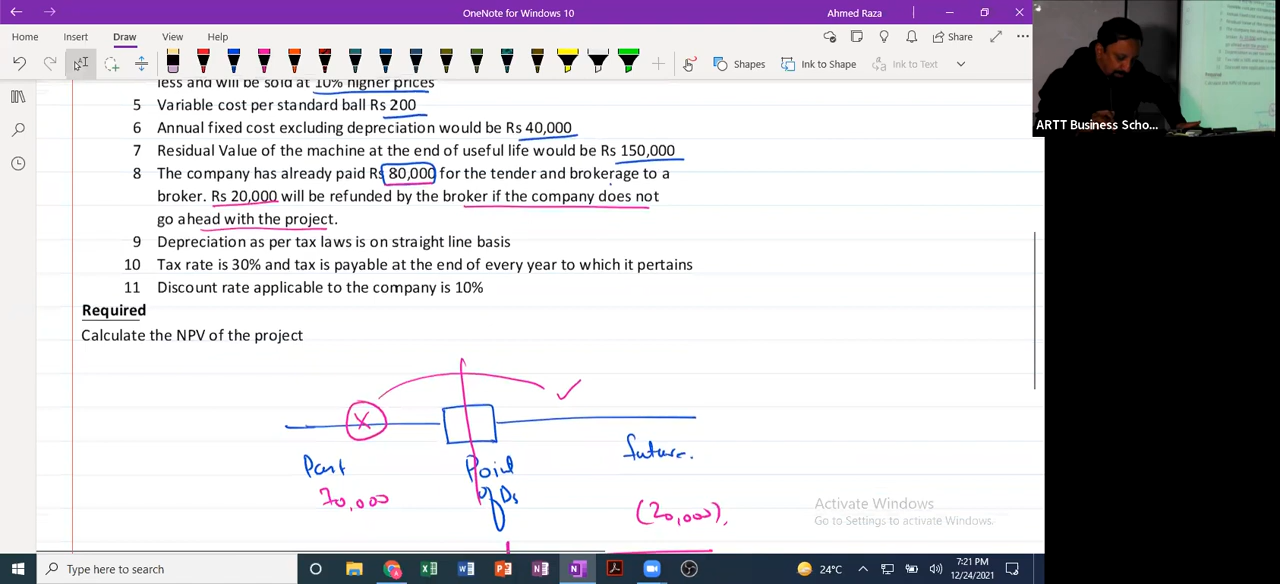 OneNote for Windows 10
Ahmed Raza
Home Insert Draw View Help
Share
Shapes Ink to Shape Ink to Text
less and will be sold at 10% higher prices
5 Variable cost per standard ball Rs 200
6 Annual fixed cost excluding depreciation would be Rs 40,000
7 Residual Value of the machine at the end of useful life would be Rs 150,000
8 The company has already paid Rs 80,000 for the tender and brokerage to a
broker. Rs 20,000 will be refunded by the broker if the company does not
go ahead with the project.
9 Depreciation as per tax laws is on straight line basis
10 Tax rate is 30% and tax is payable at the end of every year to which it pertains
11 Discount rate applicable to the company is 10%
Required
Calculate the NPV of the project
Past
70,000
Point
of Ds
future.
(20,000),
ARTT Business Scho...
Activate Windows
Go to Settings to activate Windows.
Type here to search
24°C
7:21 PM
12/24/2021